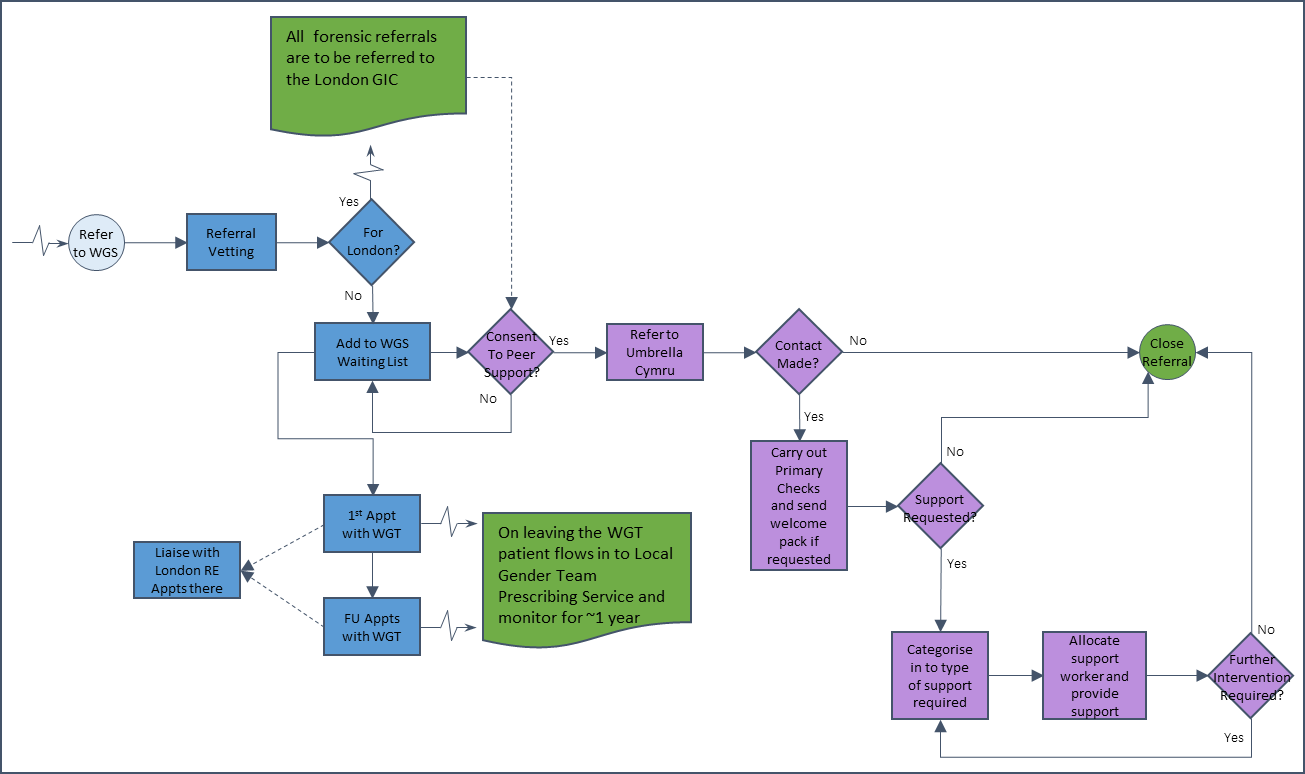 All  forensic referrals
are to be referred to
the London GIC
Yes
Refer
to WGS
Referral
Vetting
For
London?
No
Add to WGS
Waiting List
Consent
To Peer
Support?
Yes
No
Refer to
Umbrella
Cymru
Contact
Made?
No
Close
Referral
Yes
Carry out
Primary
Checks
and send
welcome
pack if
requested
No
Support
Requested?
Yes
1st Appt
with WGT
Liaise with
London RE
Appts there
FU Appts
with WGT
On leaving the WGT
patient flows in to Local
Gender Team
Prescribing Service and
monitor for ~1 year
Categorise
in to type
of support
required
Allocate
support
worker and
provide
support
No
Further
Intervention
Required?
Yes